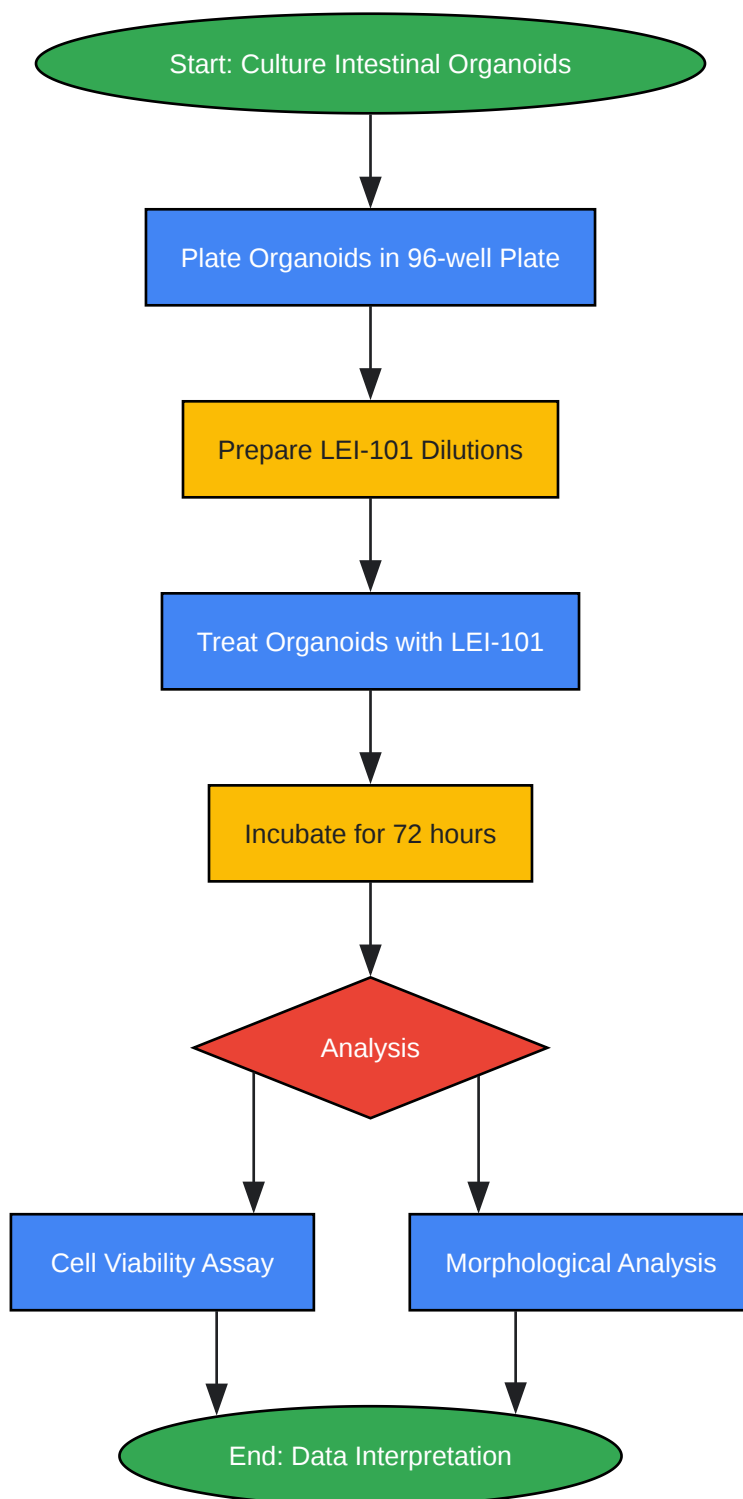 Start: Culture Intestinal Organoids
Plate Organoids in 96-well Plate
Prepare LEI-101 Dilutions
Treat Organoids with LEI-101
Incubate for 72 hours
Analysis
Cell Viability Assay
Morphological Analysis
End: Data Interpretation